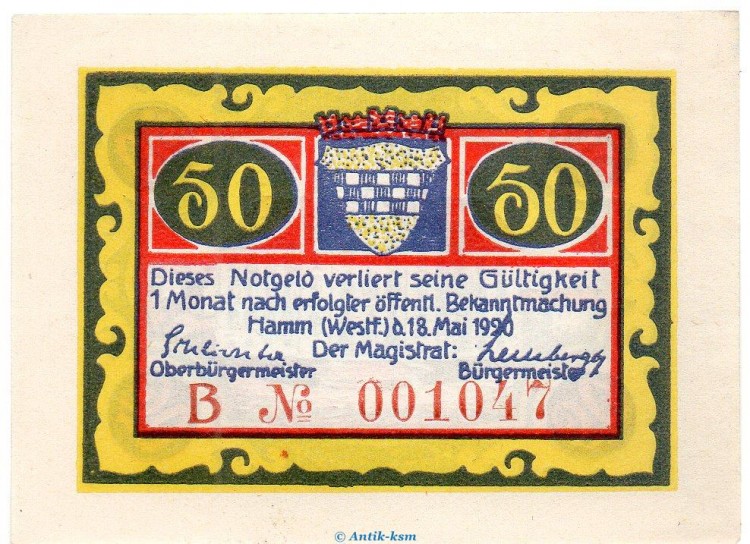 50 50
Dieses Notgeld verliert seine Gültigkeit
1 Monat nach erfolgter öffentl. Bekanntmachung
Hamm (Westf.) d. 18. Mai 1920
Der Magistrat:
Oberbürgermeister Bürgermeister
B No 001047
© Antik-ksm